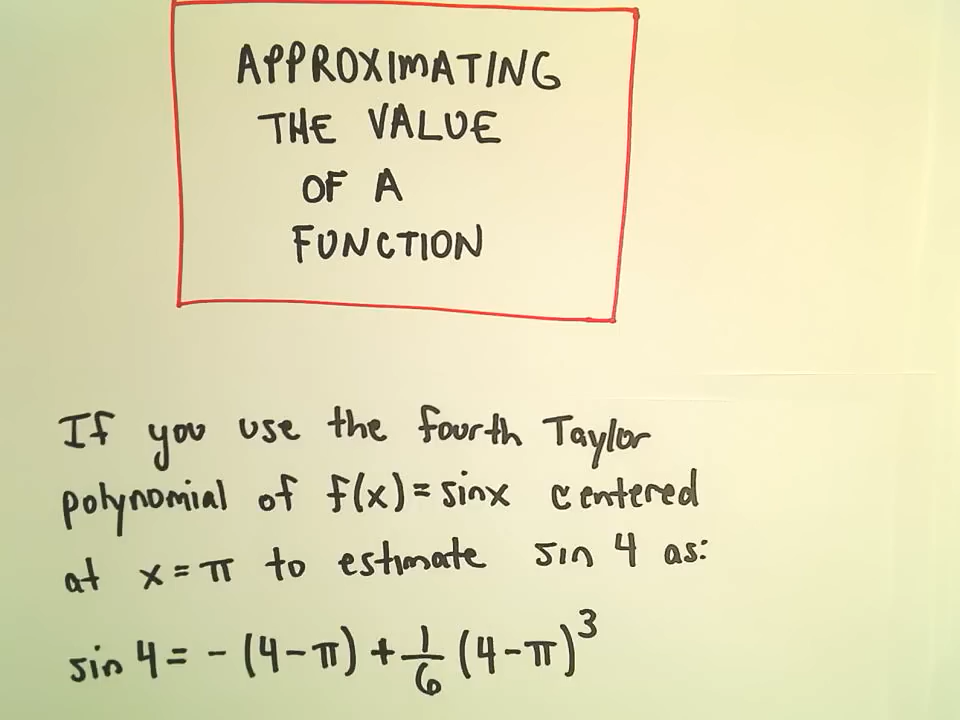 APPROXIMATING
THE VALUE
OF A
FUNCTION
If you use the fourth Taylor
polynomial of f(x)=sinx centered
at x=π to estimate sin 4 as:
sin 4 = - (4-π) + 1/6 (4-π)³